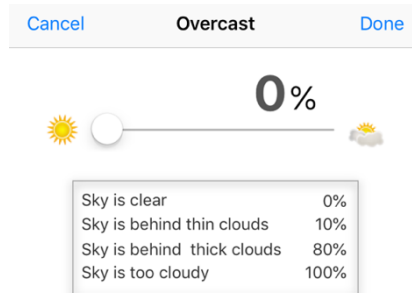 Cancel Overcast Done
0%
Sky is clear 0%
Sky is behind thin clouds 10%
Sky is behind thick clouds 80%
Sky is too cloudy 100%